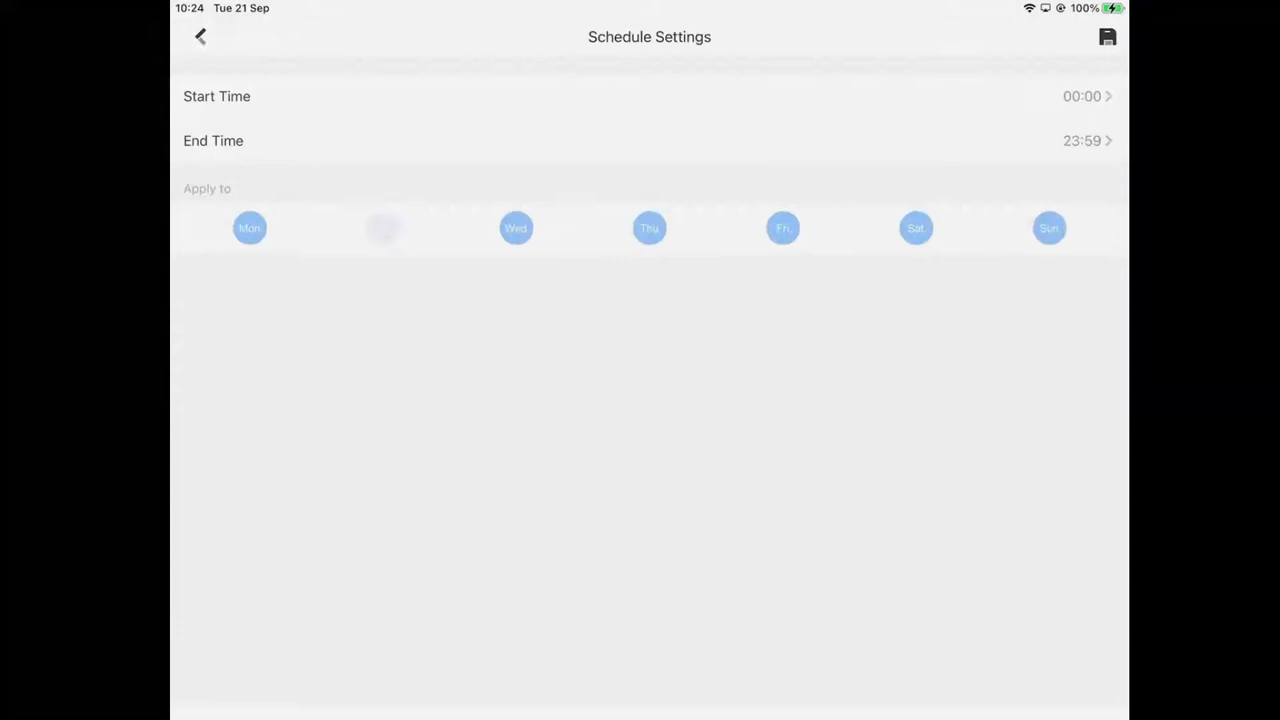 10:24 Tue 21 Sep 100%
Schedule Settings
Start Time 00:00
End Time 23:59
Apply to
Mon. Wed. Thu. Fri. Sat. Sun.